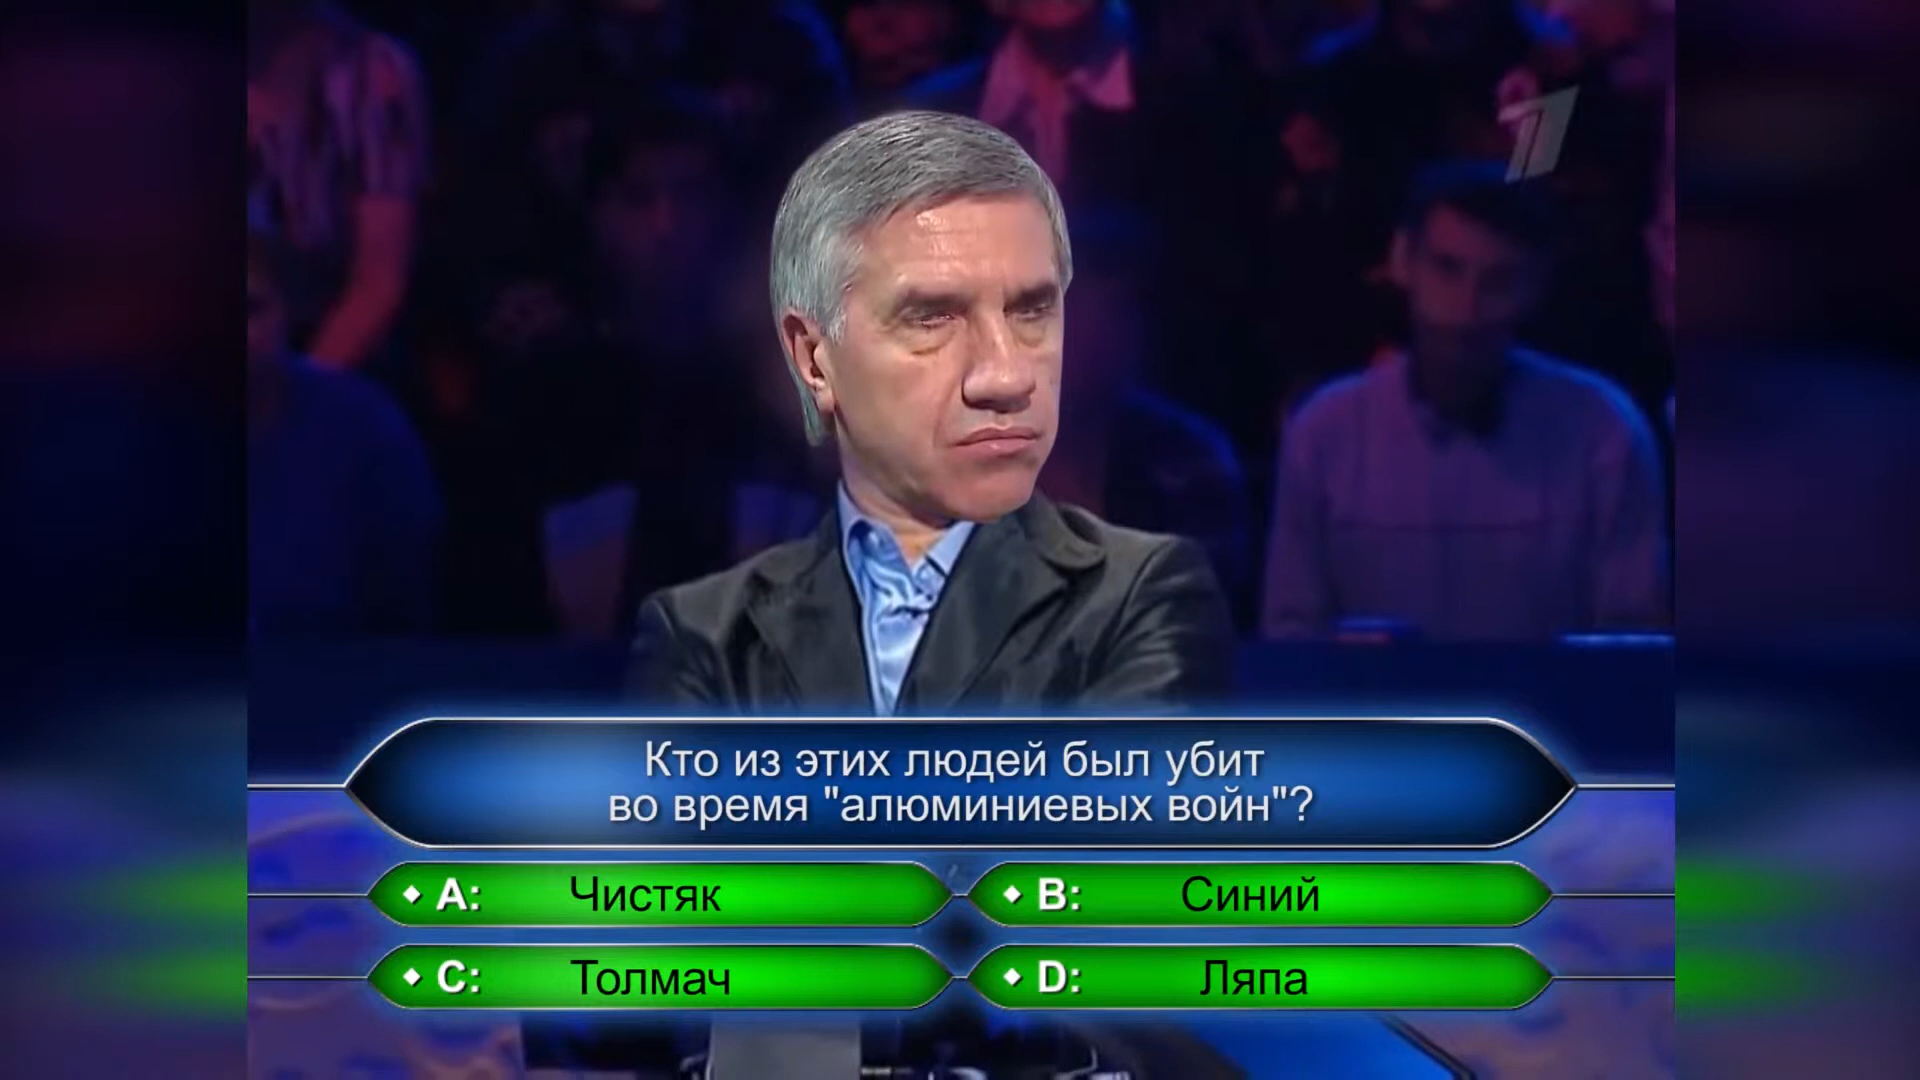 Кто из этих людей был убит
во время "алюминиевых войн"?
A: Чистяк
B: Синий
C: Толмач
D: Ляпа